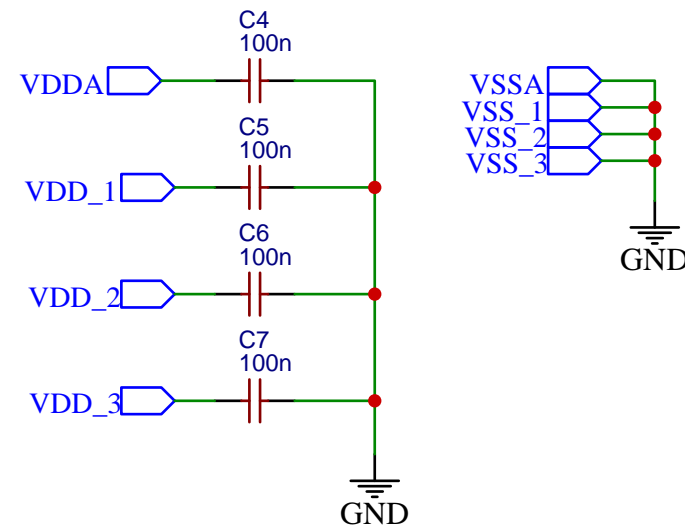 C4
100n
VDDA
C5
100n
VDD_1
C6
100n
VDD_2
C7
100n
VDD_3
GND
VSSA
VSS_1
VSS_2
VSS_3
GND